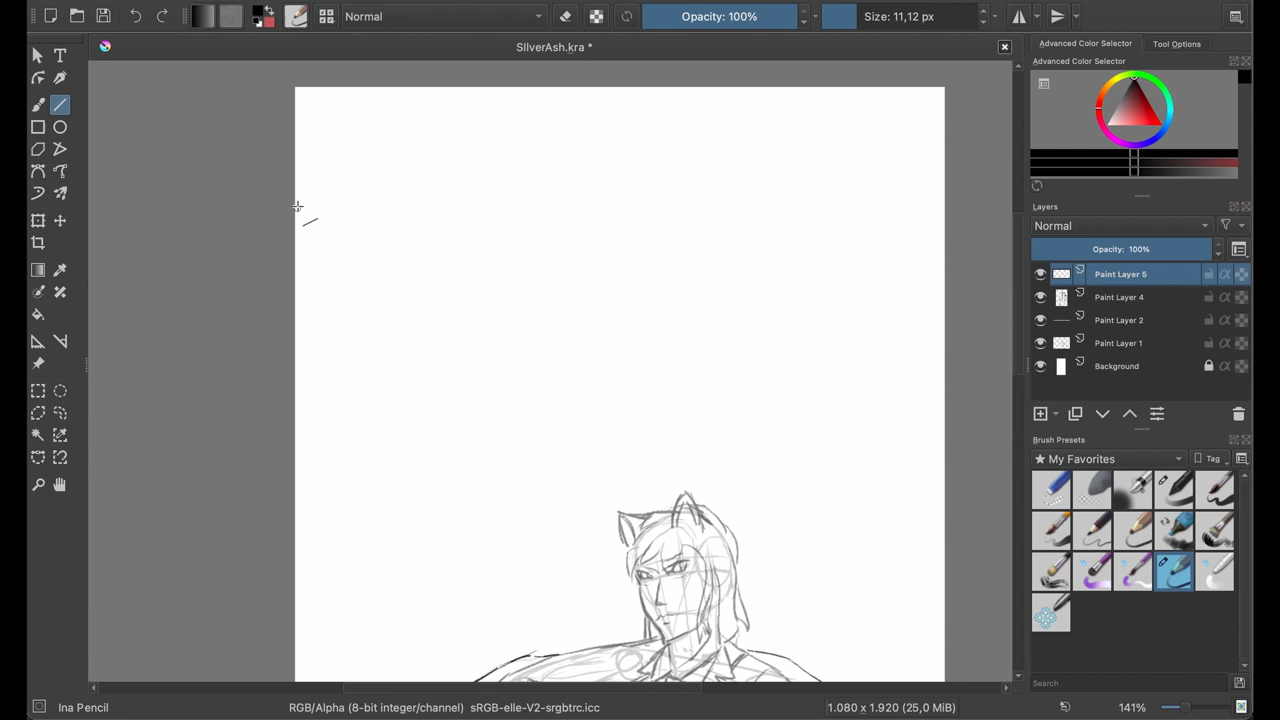 Normal
Opacity: 100%
Size: 11,12 px
SIlverAsh.kra *
Advanced Color Selector
Tool Options
Advanced Color Selector
Layers
Normal
Opacity: 100%
Paint Layer 5
Paint Layer 4
Paint Layer 2
Paint Layer 1
Background
Brush Presets
★ My Favorites
Tag
Search
Ina Pencil
RGB/Alpha (8-bit integer/channel) sRGB-elle-V2-srgbtrc.icc
1.080 x 1.920 (25,0 MiB)
141%